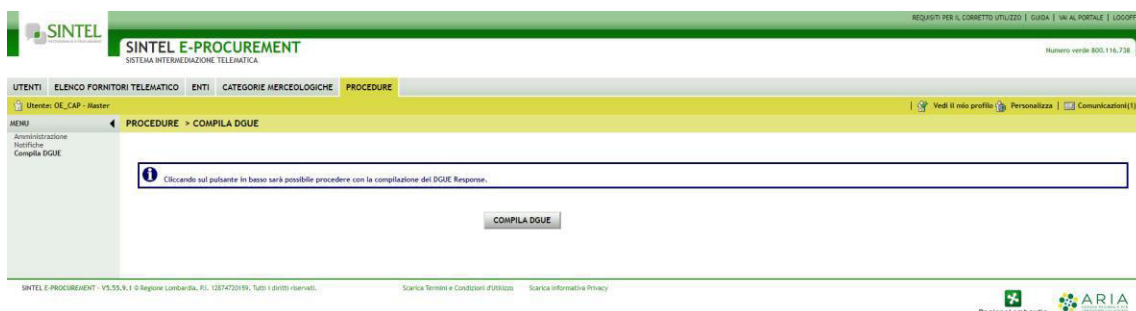 REQUISITI PER IL CORRETTO UTILIZZO | GUIDA | VAI AL PORTALE | LOGOFF
SINTEL
SINTEL E-PROCUREMENT
SISTEMA INTERMEDIAZIONE TELEMATICA
Numero verde 800.116.738
UTENTI ELENCO FORNITORI TELEMATICO ENTI CATEGORIE MERCEOLOGICHE PROCEDURE
Utente: OE_CAP - Master | Vedi il mio profilo Personalizza | Comunicazioni(1)
MENU PROCEDURE > COMPILA DGUE
Amministrazione
Notifiche
Compila DGUE
Cliccando sul pulsante in basso sarà possibile procedere con la compilazione del DGUE Response.
COMPILA DGUE
SINTEL E-PROCUREMENT - V5.55.9.1 © Regione Lombardia. P.I. 12874720159. Tutti i diritti riservati. Scarica Termini e Condizioni d'Utilizzo Scarica Informativa Privacy
ARIA